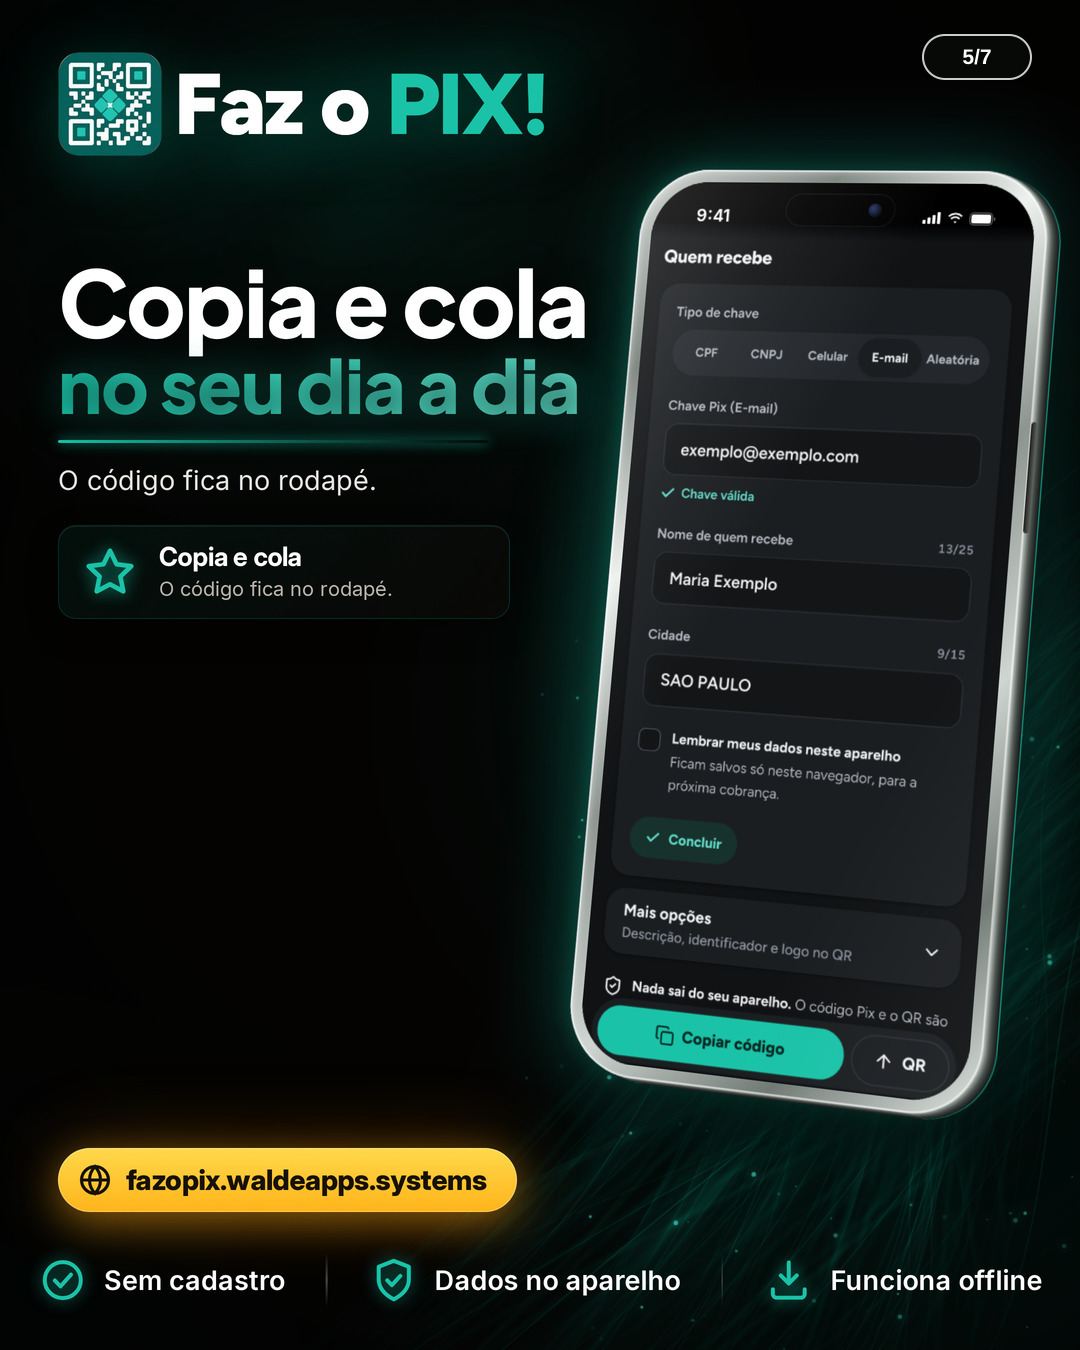 Faz o PIX!
5/7
Copia e cola
no seu dia a dia
O código fica no rodapé.
Copia e cola
O código fica no rodapé.
9:41
Quem recebe
Tipo de chave
CPF CNPJ Celular E-mail Aleatória
Chave Pix (E-mail)
exemplo@exemplo.com
Chave válida
Nome de quem recebe 13/25
Maria Exemplo
Cidade 9/15
SAO PAULO
Lembrar meus dados neste aparelho
Ficam salvos só neste navegador, para a
próxima cobrança.
Concluir
Mais opções
Descrição, identificador e logo no QR
Nada sai do seu aparelho. O código Pix e o QR são
Copiar código
QR
fazopix.waldeapps.systems
Sem cadastro
Dados no aparelho
Funciona offline